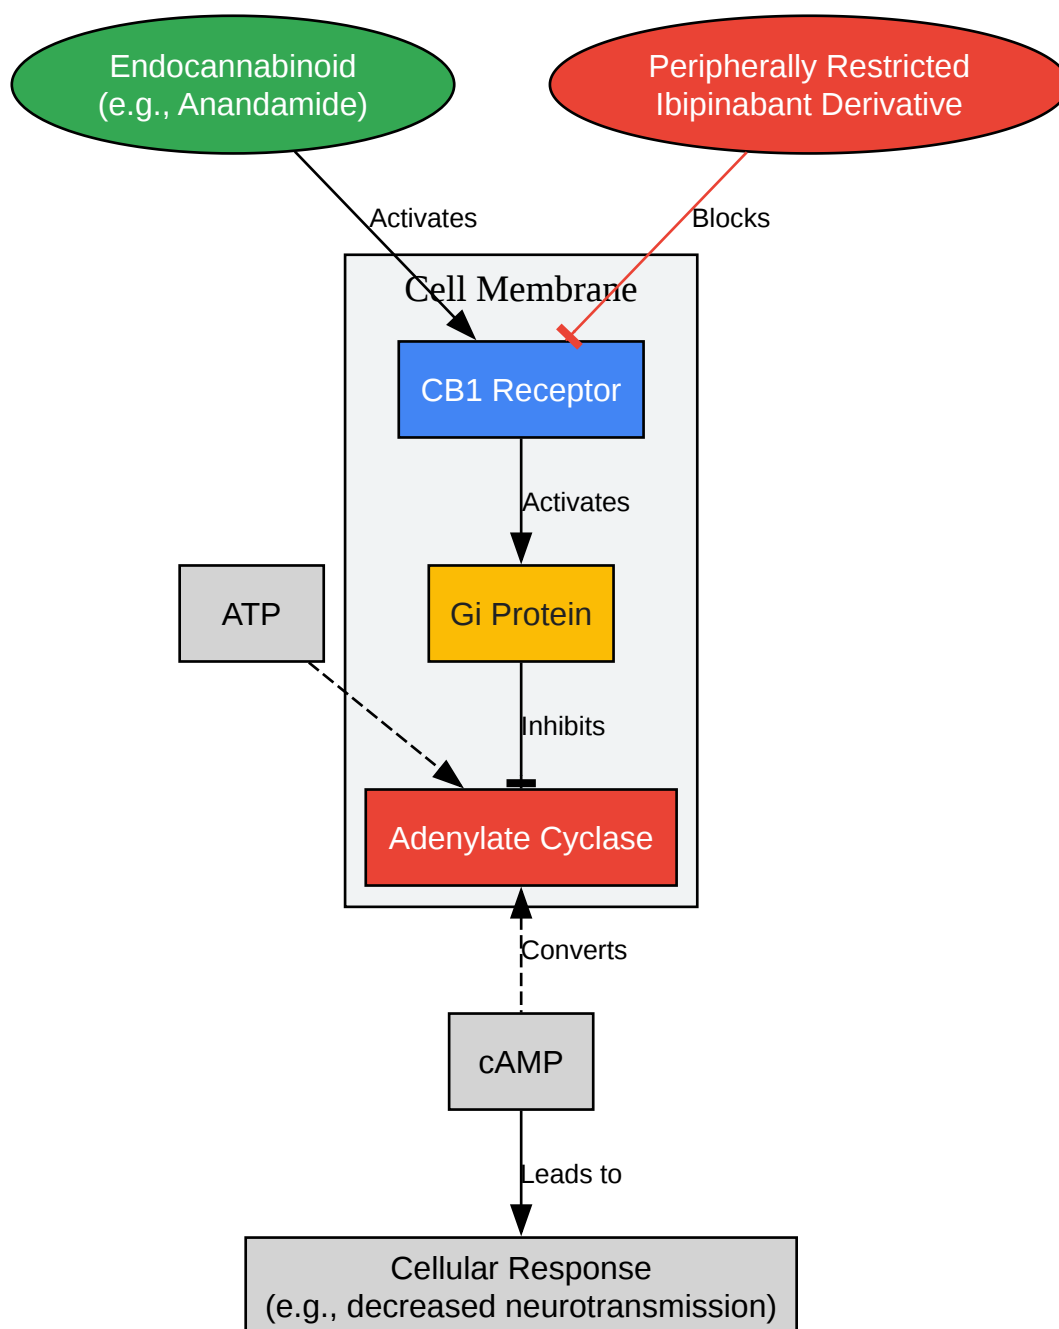 Endocannabinoid
(e.g., Anandamide)
Peripherally Restricted
Ibipinabant Derivative
Activates
Blocks
Cell Membrane
CB1 Receptor
Activates
ATP
Gi Protein
Inhibits
Adenylate Cyclase
Converts
cAMP
Leads to
Cellular Response
(e.g., decreased neurotransmission)